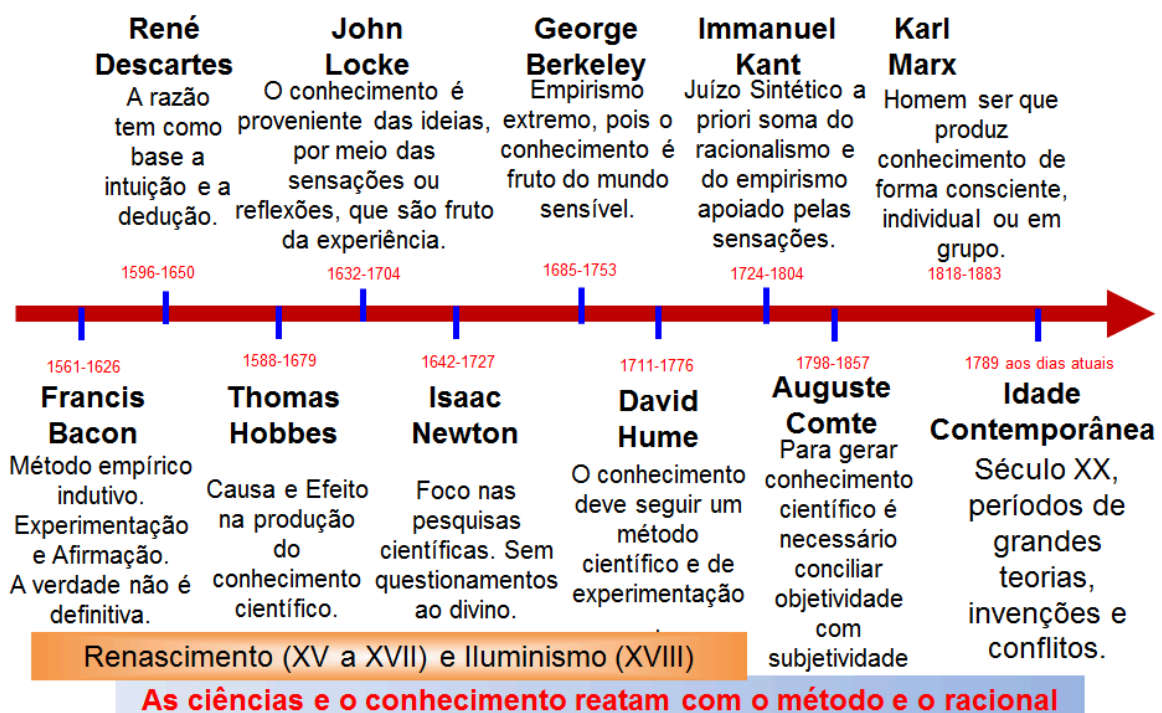 René
Descartes
A razão
tem como
base a
intuição e a
dedução.
1596-1650
John
Locke
O conhecimento é
proveniente das ideias,
por meio das
sensações ou
reflexões, que são fruto
da experiência.
1632-1704
George
Berkeley
Empirismo
extremo, pois o
conhecimento é
fruto do mundo
sensível.
1685-1753
Immanuel
Kant
Juízo Sintético a
priori soma do
racionalismo e
do empirismo
apoiado pelas
sensações.
1724-1804
Karl
Marx
Homem ser que
produz
conhecimento de
forma consciente,
individual ou em
grupo.
1818-1883
1561-1626
Francis
Bacon
Método empírico
indutivo.
Experimentação
e Afirmação.
A verdade não é
definitiva.
1588-1679
Thomas
Hobbes
Causa e Efeito
na produção
do
conhecimento
científico.
1642-1727
Isaac
Newton
Foco nas
pesquisas
científicas. Sem
questionamentos
ao divino.
1711-1776
David
Hume
O conhecimento
deve seguir um
método
científico e de
experimentação
.
1798-1857
Auguste
Comte
Para gerar
conhecimento
científico é
necessário
conciliar
objetividade
com
subjetividade
1789 aos dias atuais
Idade
Contemporânea
Século XX,
períodos de
grandes
teorias,
invenções e
conflitos.
Renascimento (XV a XVII) e Iluminismo (XVIII)
As ciências e o conhecimento reatam com o método e o racional